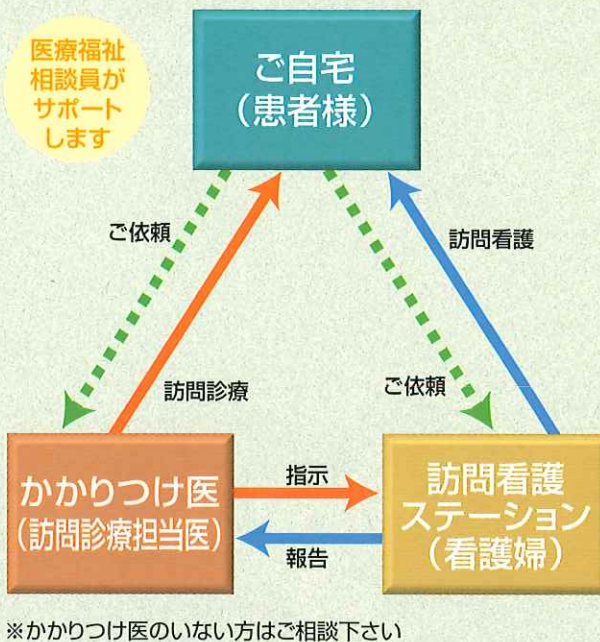 医療福祉
相談員が
サポート
します
ご自宅
（患者様）
ご依頼
訪問看護
訪問診療
ご依頼
かかりつけ医
（訪問診療担当医）
指示
報告
訪問看護
ステーション
（看護婦）
※かかりつけ医のいない方はご相談下さい